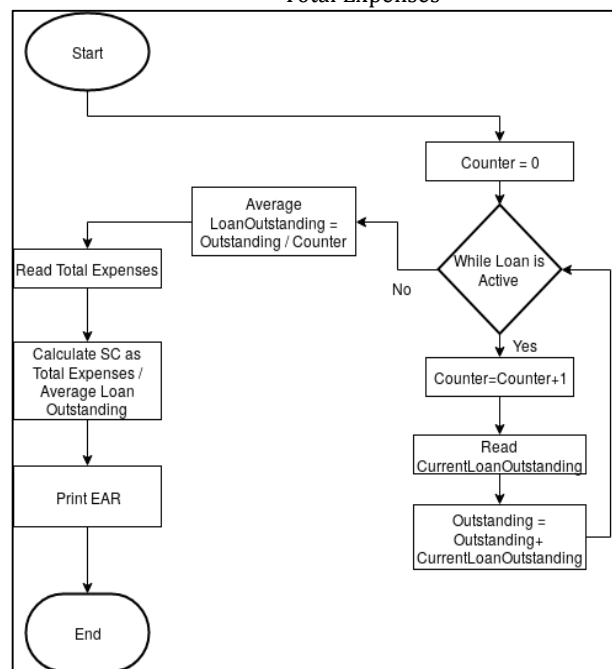 Total Expenses
Start
Counter = 0
While Loan is
Active
No
Yes
Counter=Counter+1
Read
CurrentLoanOutstanding
Outstanding =
Outstanding+
CurrentLoanOutstanding
Average
LoanOutstanding =
Outstanding / Counter
Read Total Expenses
Calculate SC as
Total Expenses /
Average Loan
Outstanding
Print EAR
End